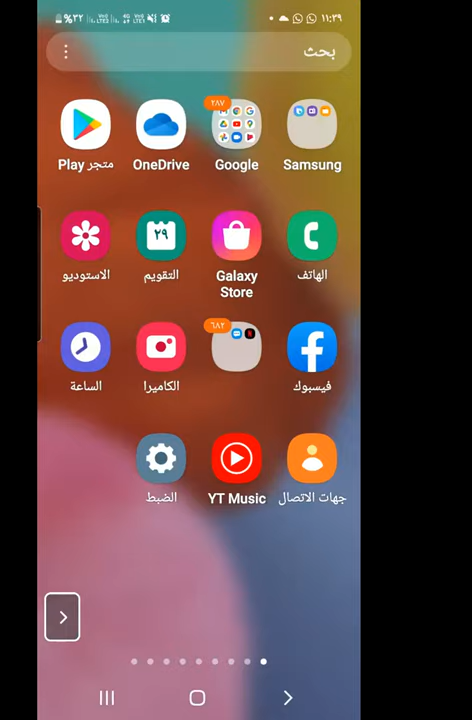 ١١:٢٩
%٣٢
بحث
Samsung
٢٨٧
Google
OneDrive
متجر Play
الهاتف
Galaxy
Store
٢٩
التقويم
الاستوديو
فيسبوك
٦٨٢
الكاميرا
الساعة
جهات الاتصال
YT Music
الضبط